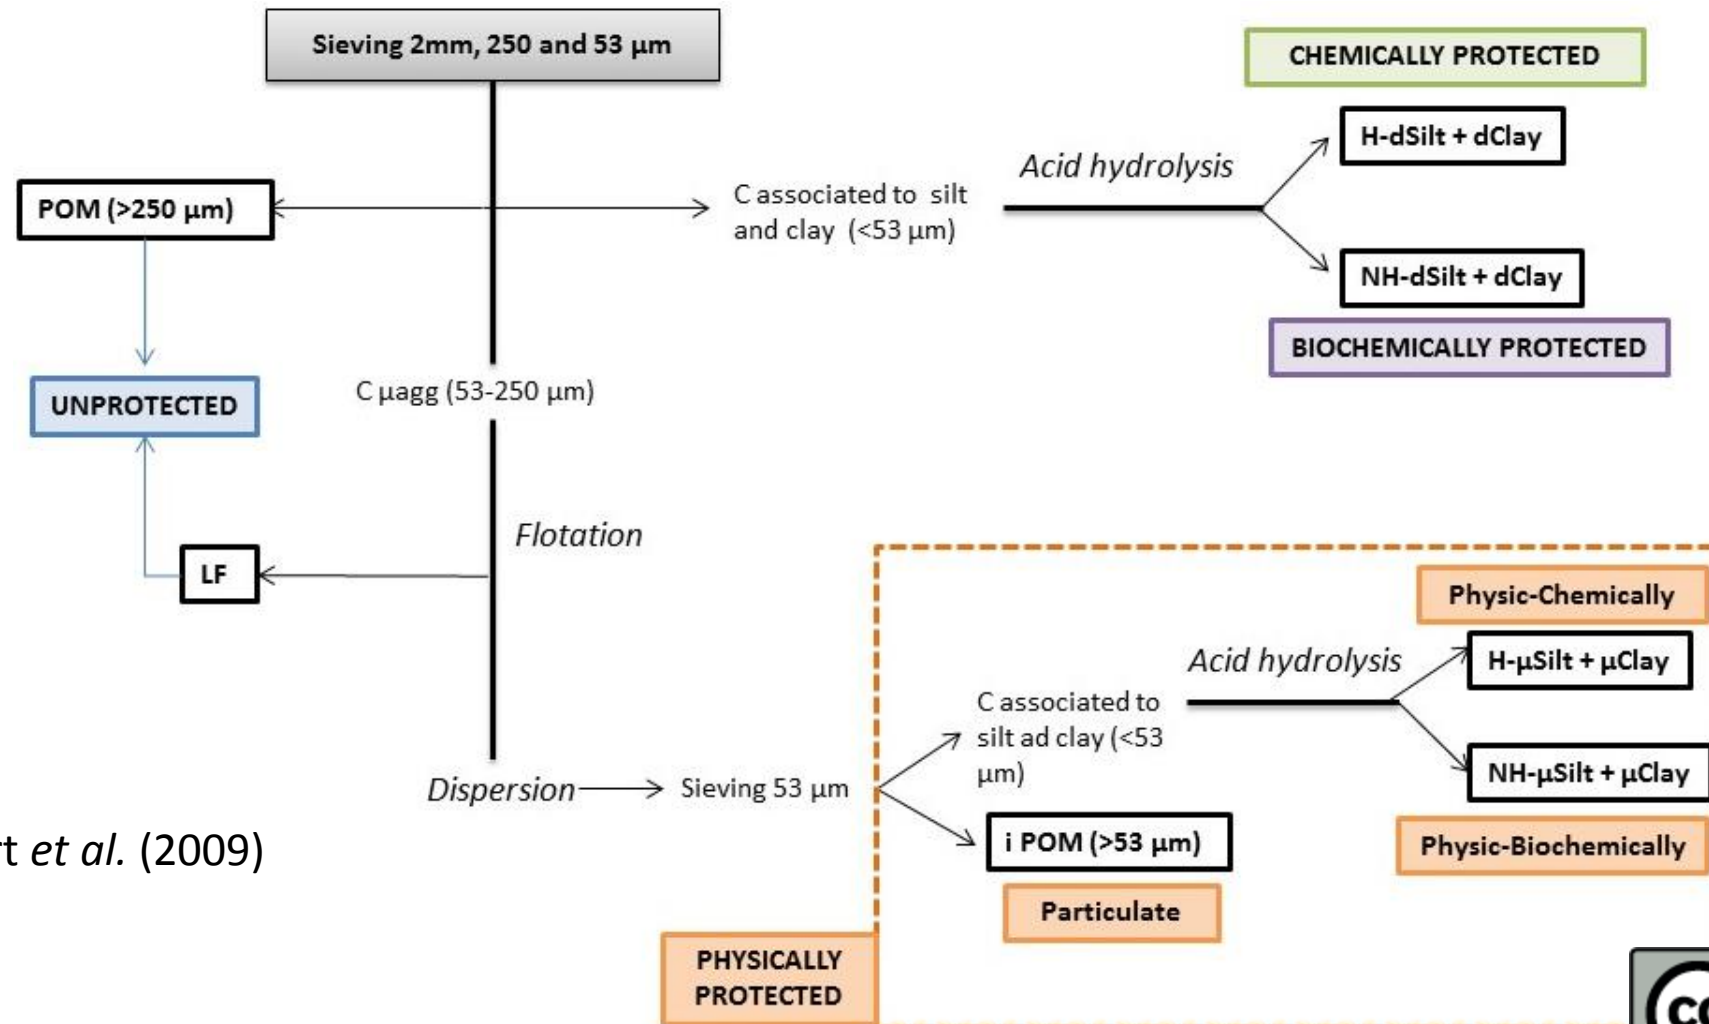 Sieving 2mm, 250 and 53 µm
CHEMICALLY PROTECTED
H-dSilt + dClay
Acid hydrolysis
POM (>250 µm)
C associated to silt
and clay (<53 µm)
NH-dSilt + dClay
BIOCHEMICALLY PROTECTED
UNPROTECTED
C µagg (53-250 µm)
Flotation
LF
Physic-Chemically
H-µSilt + µClay
Acid hydrolysis
C associated to
silt ad clay (<53
µm)
NH-µSilt + µClay
Dispersion
Sieving 53 µm
i POM (>53 µm)
Physic-Biochemically
et al. (2009)
Particulate
PHYSICALLY
PROTECTED